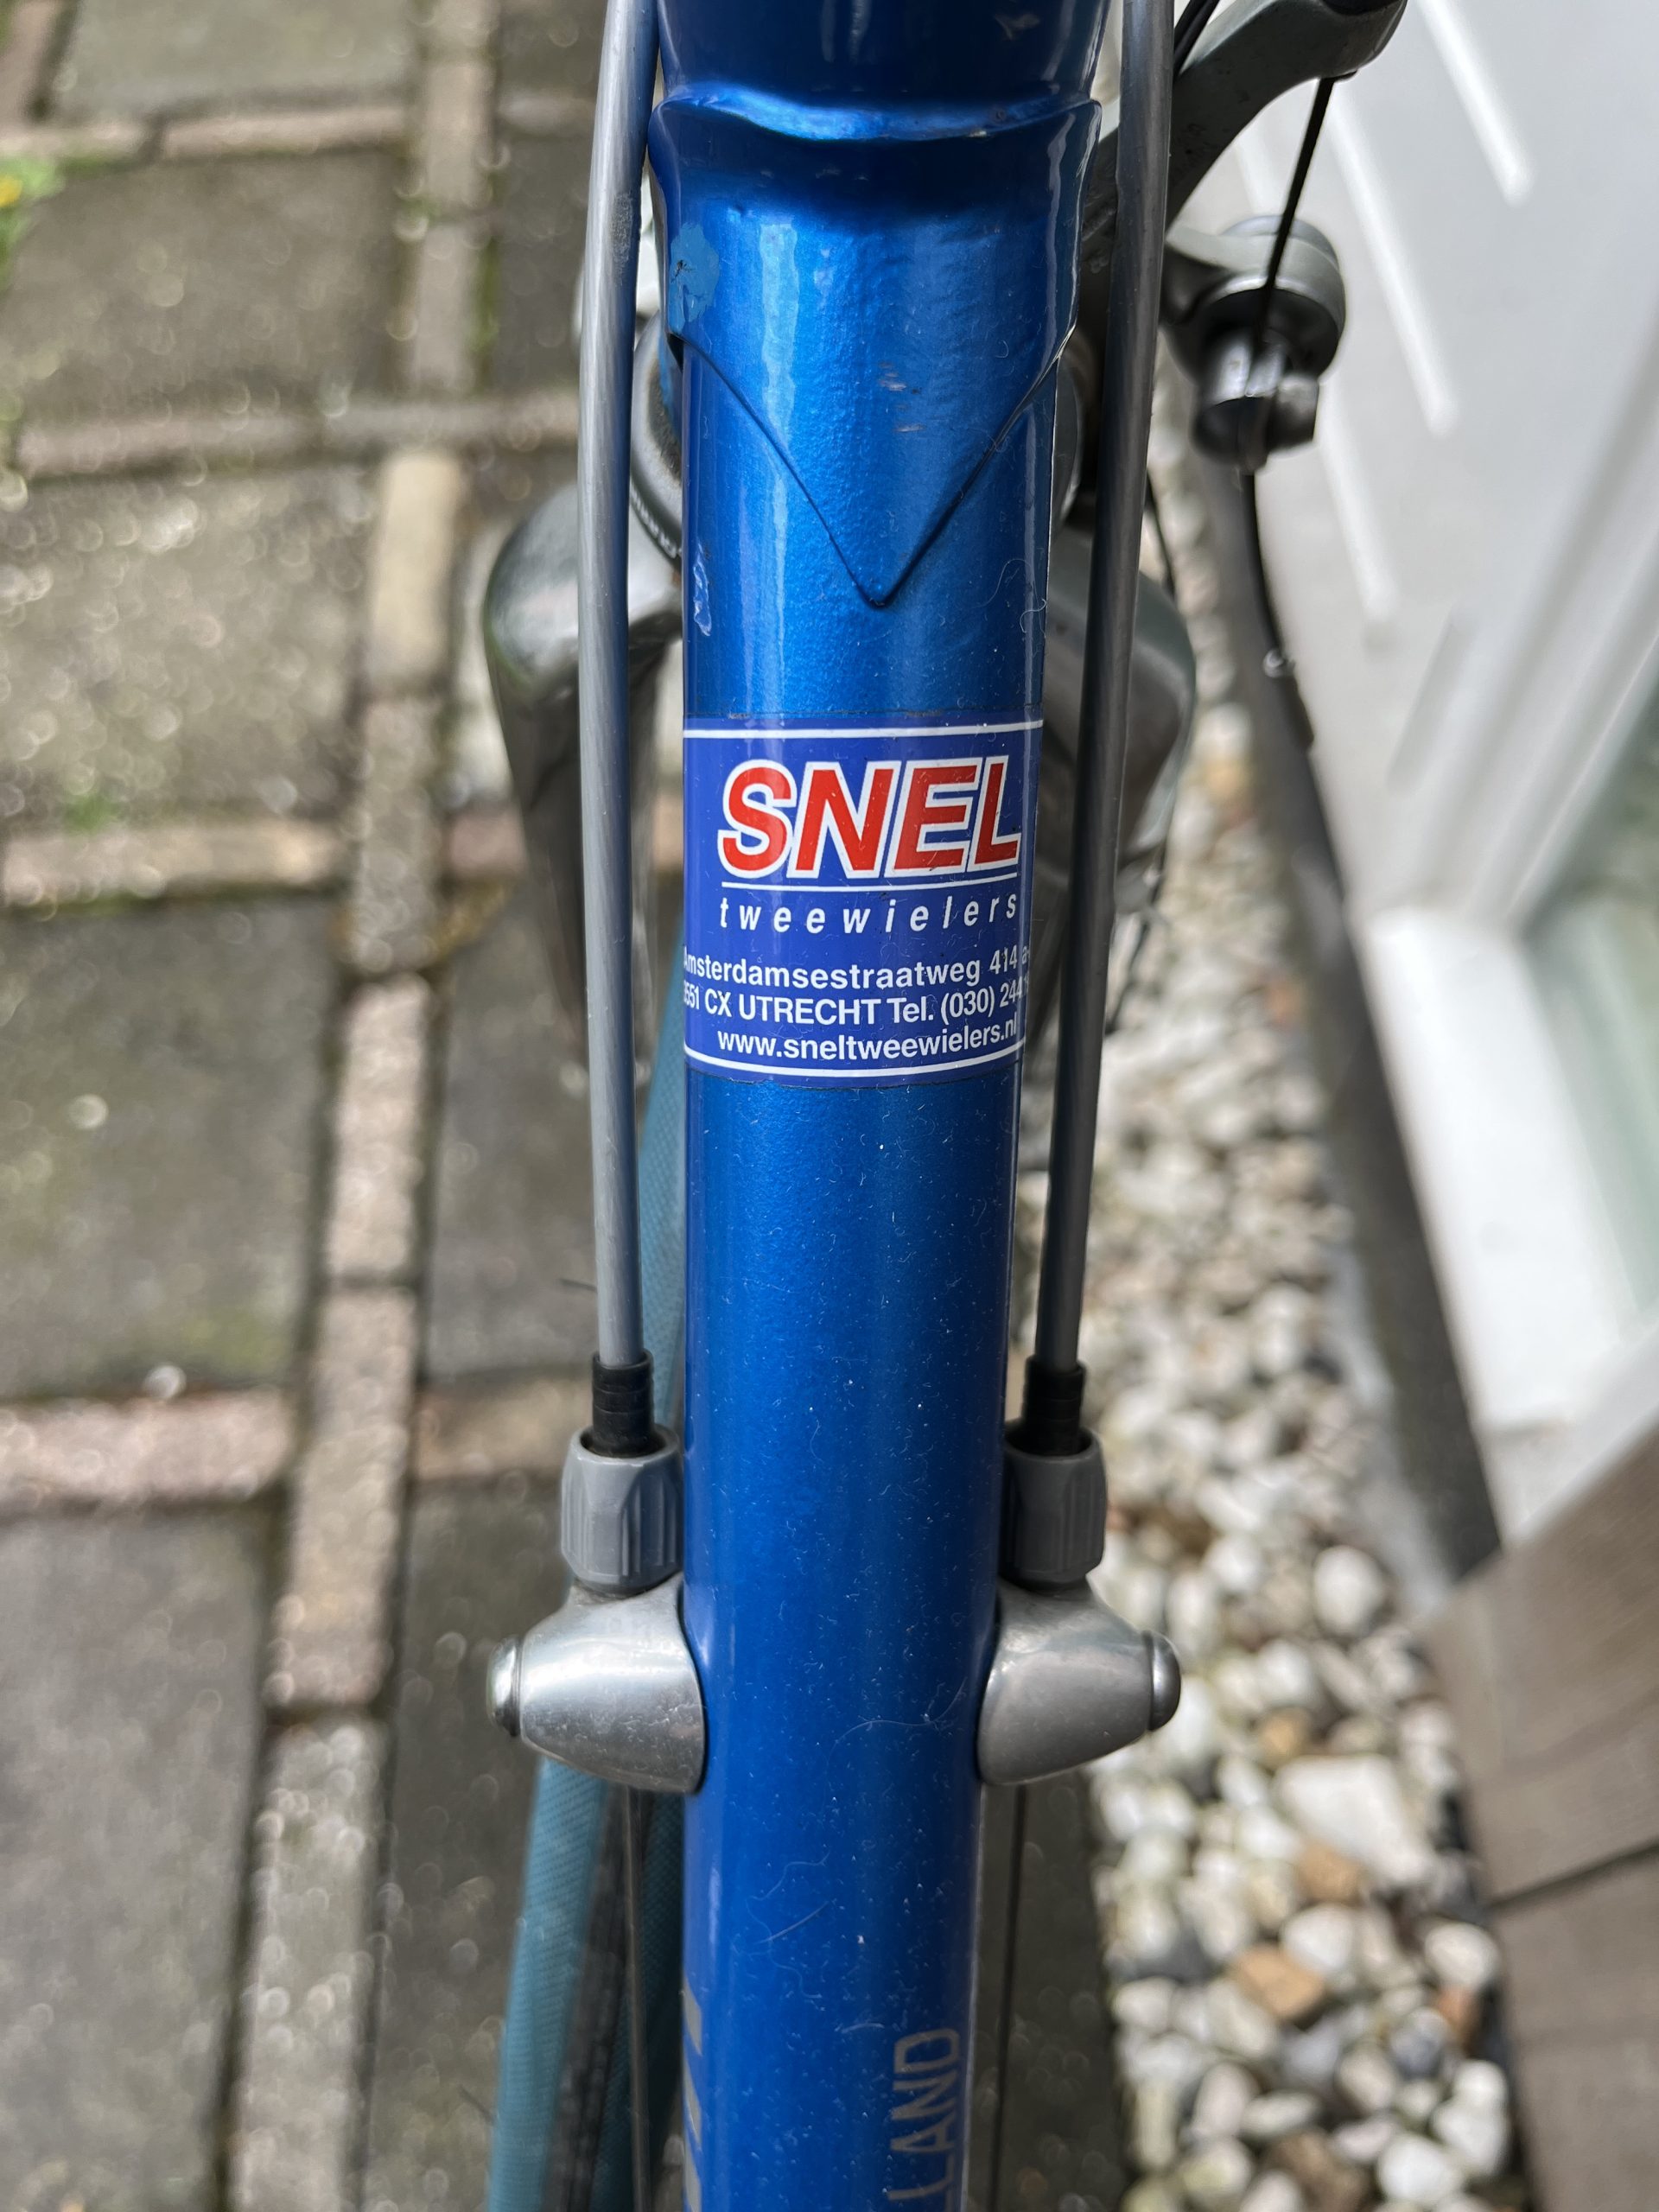 SNEL
tweewielers
Amsterdamsestraatweg 414
CX UTRECHT Tel. (030)
www.sneltweewielers.nl